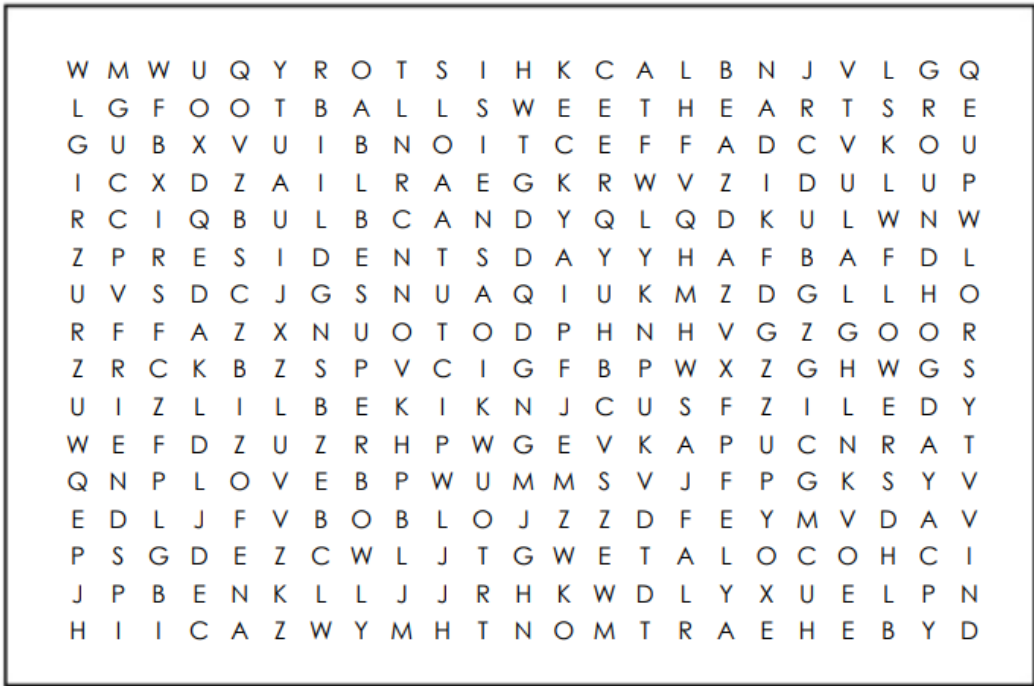 W M W U Q Y R O T S I H K C A L B N J V L G Q
L G F O O T B A L L S W E E T H E A R T S R E
G U B X V U I B N O I T C E F F A D C V K O U
I C X D Z A I L R A E G K R W V Z I D U L U P
R C I Q B U L B C A N D Y Q L Q D K U L W N W
Z P R E S I D E N T S D A Y Y H A F B A F D L
U V S D C J G S N U A Q I U K M Z D G L L H O
R F F A Z X N U O T O D P H N H V G Z G O O R
Z R C K B Z S P V C I G F B P W X Z G H W G S
U I Z L I L B E K I K N J C U S F Z I L E D Y
W E F D Z U Z R H P W G E V K A P U C N R A T
Q N P L O V E B P W U M M S V J F P G K S Y V
E D L J F V B O B L O J Z Z D F E Y M V D A V
P S G D E Z C W L J T G W E T A L O C O H C I
J P B E N K L L J J R H K W D L Y X U E L P N
H I I C A Z W Y M H T N O M T R A E H E B Y D